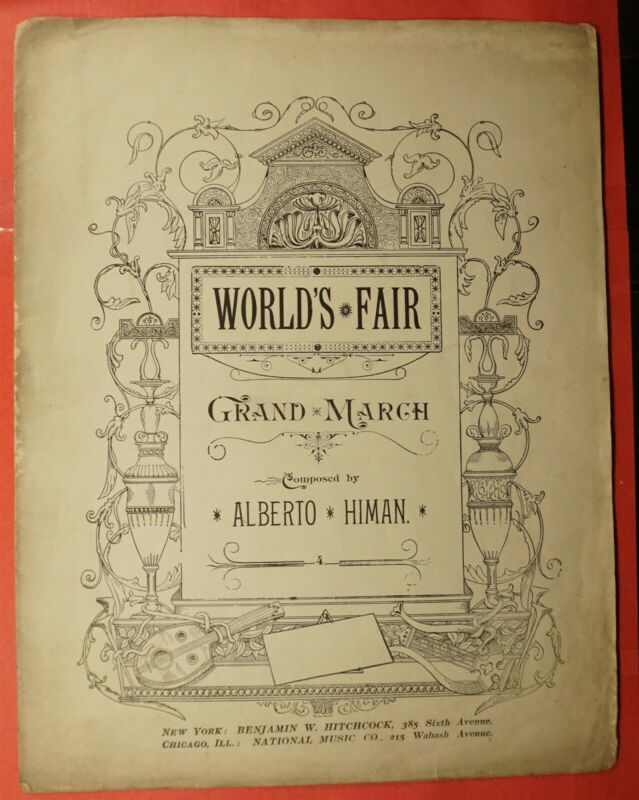 WORLD'S FAIR
GRAND MARCH
Composed by
ALBERTO HIMAN.
4
NEW YORK: BENJAMIN W. HITCHCOCK, 385 Sixth Avenue.
CHICAGO, ILL.: NATIONAL MUSIC CO., 215 Wabash Avenue.